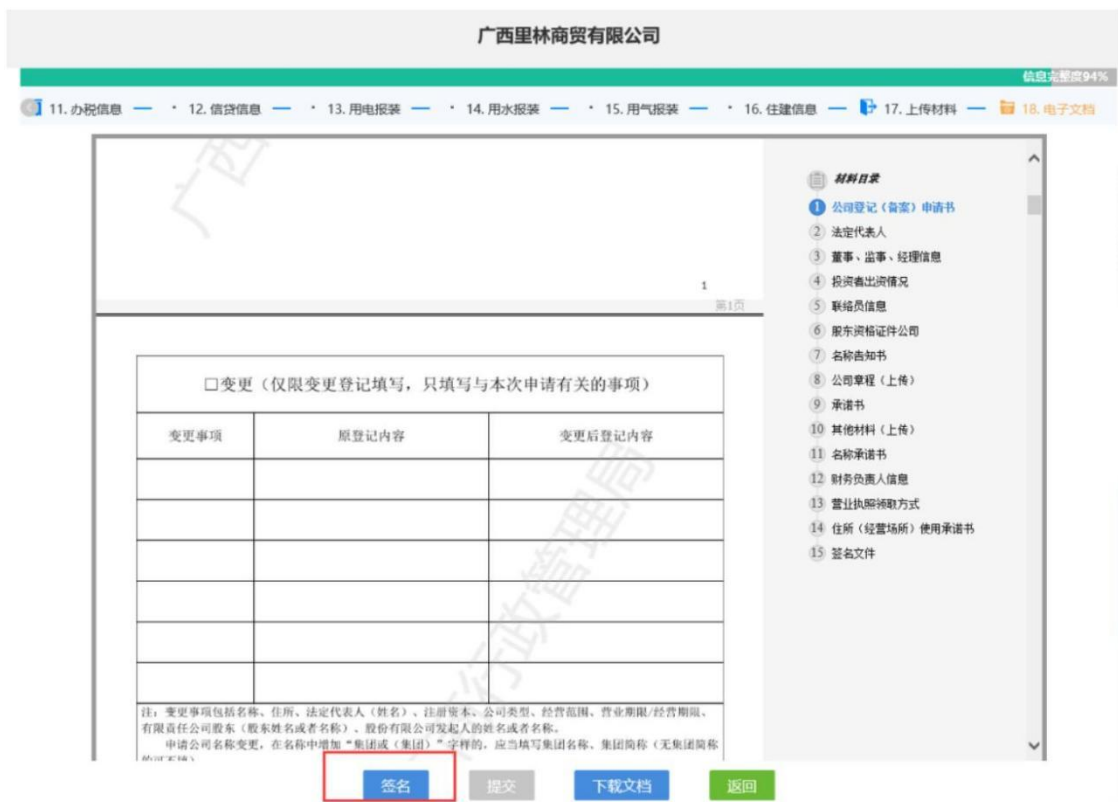 广西里林商贸有限公司
信息完整度94%
11. 办税信息 — · 12. 信贷信息 — · 13. 用电报装 — · 14. 用水报装 — · 15. 用气报装 — · 16. 住建信息 — 17. 上传材料 — 18. 电子文档
广西
1
第1页
□变更（仅限变更登记填写，只填写与本次申请有关的事项）
变更事项 原登记内容 变更后登记内容
行政管理局
注：变更事项包括名称、住所、法定代表人（姓名）、注册资本、公司类型、经营范围、营业期限/经营期限、
有限责任公司股东（股东姓名或者名称）、股份有限公司发起人的姓名或者名称。
申请公司名称变更，在名称中增加“集团或（集团）”字样的，应当填写集团名称、集团简称（无集团简称
的可不填）
材料目录
1 公司登记（备案）申请书
2 法定代表人
3 董事、监事、经理信息
4 投资者出资情况
5 联络员信息
6 股东资格证件公司
7 名称告知书
8 公司章程（上传）
9 承诺书
10 其他材料（上传）
11 名称承诺书
12 财务负责人信息
13 营业执照领取方式
14 住所（经营场所）使用承诺书
15 签名文件
签名 提交 下载文档 返回